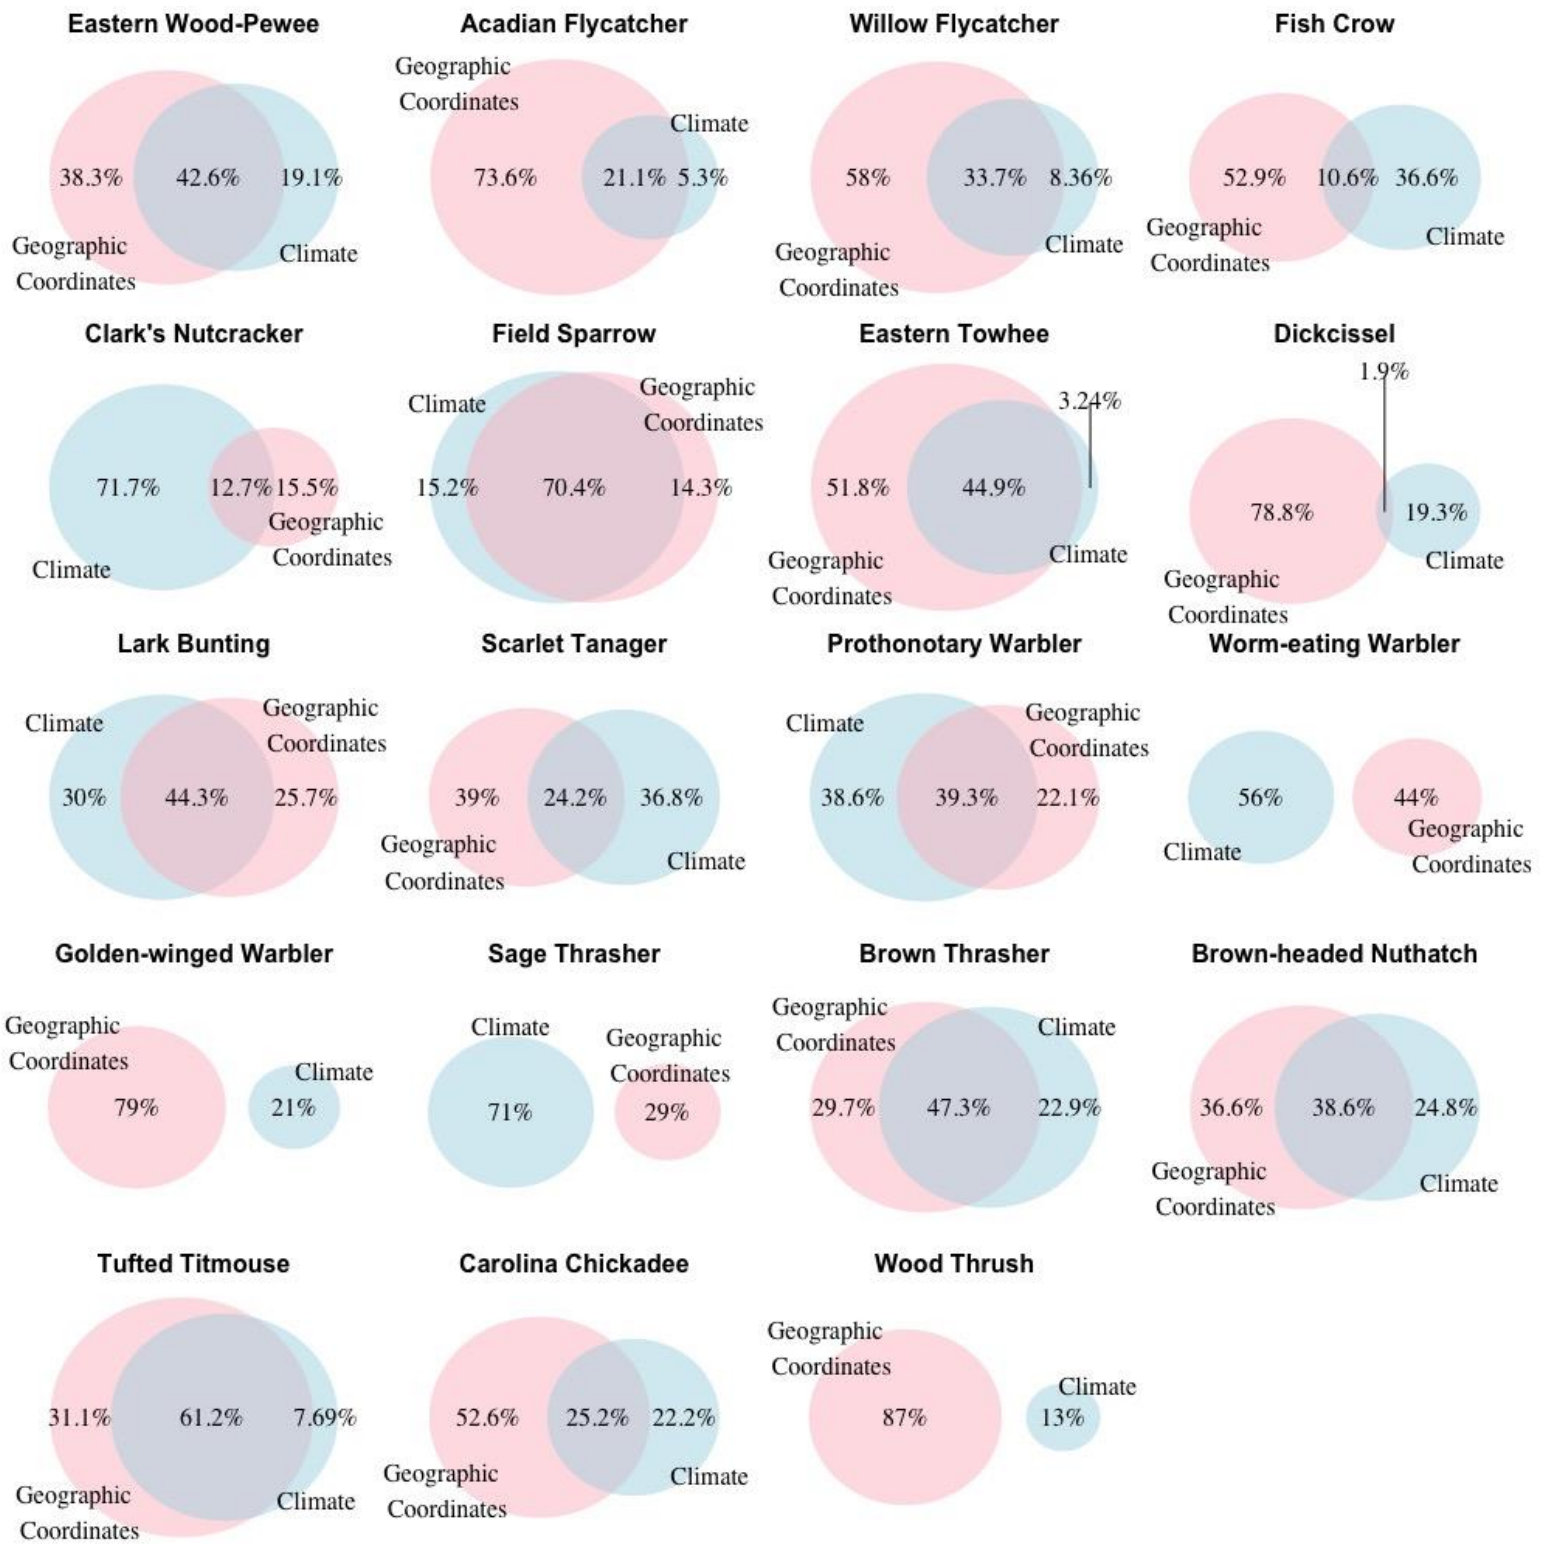 Eastern Wood-Pewee
38.3%
42.6%
19.1%
Geographic
Coordinates
Climate
Acadian Flycatcher
Geographic
Coordinates
Climate
73.6%
21.1%
5.3%
Willow Flycatcher
58%
33.7%
8.36%
Geographic
Coordinates
Climate
Fish Crow
52.9%
10.6%
36.6%
Geographic
Coordinates
Climate
Clark's Nutcracker
71.7%
12.7%
15.5%
Geographic
Coordinates
Climate
Field Sparrow
Climate
Geographic
Coordinates
15.2%
70.4%
14.3%
Eastern Towhee
3.24%
51.8%
44.9%
Geographic
Coordinates
Climate
Dickcissel
1.9%
78.8%
19.3%
Climate
Geographic
Coordinates
Lark Bunting
Climate
Geographic
Coordinates
30%
44.3%
25.7%
Scarlet Tanager
39%
24.2%
36.8%
Geographic
Coordinates
Climate
Prothonotary Warbler
Climate
Geographic
Coordinates
38.6%
39.3%
22.1%
Worm-eating Warbler
56%
44%
Geographic
Coordinates
Climate
Golden-winged Warbler
Geographic
Coordinates
Climate
79%
21%
Sage Thrasher
Climate
Geographic
Coordinates
71%
29%
Brown Thrasher
Geographic
Coordinates
Climate
29.7%
47.3%
22.9%
Brown-headed Nuthatch
36.6%
38.6%
24.8%
Geographic
Coordinates
Climate
Tufted Titmouse
31.1%
61.2%
7.69%
Geographic
Coordinates
Climate
Carolina Chickadee
52.6%
25.2%
22.2%
Geographic
Coordinates
Climate
Wood Thrush
Geographic
Coordinates
Climate
87%
13%